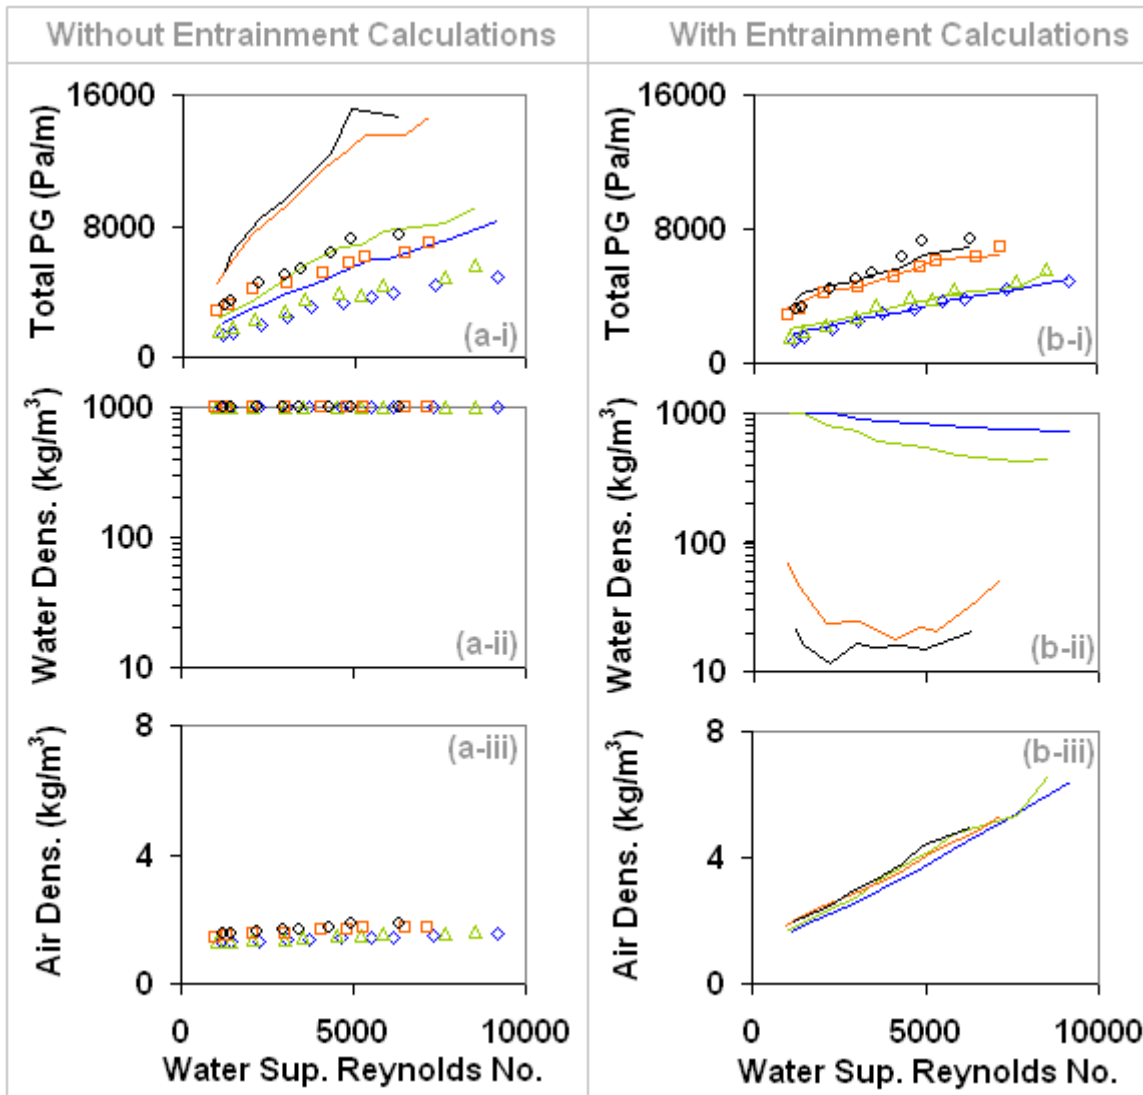 Without Entrainment Calculations
With Entrainment Calculations
Total PG (Pa/m)
16000
8000
0
(a-i)
Total PG (Pa/m)
16000
8000
0
(b-i)
Water Dens. (kg/m³)
1000
100
10
(a-ii)
Water Dens. (kg/m³)
1000
100
10
(b-ii)
Air Dens. (kg/m³)
8
4
0
(a-iii)
0
5000
10000
Water Sup. Reynolds No.
Air Dens. (kg/m³)
8
4
0
(b-iii)
0
5000
10000
Water Sup. Reynolds No.